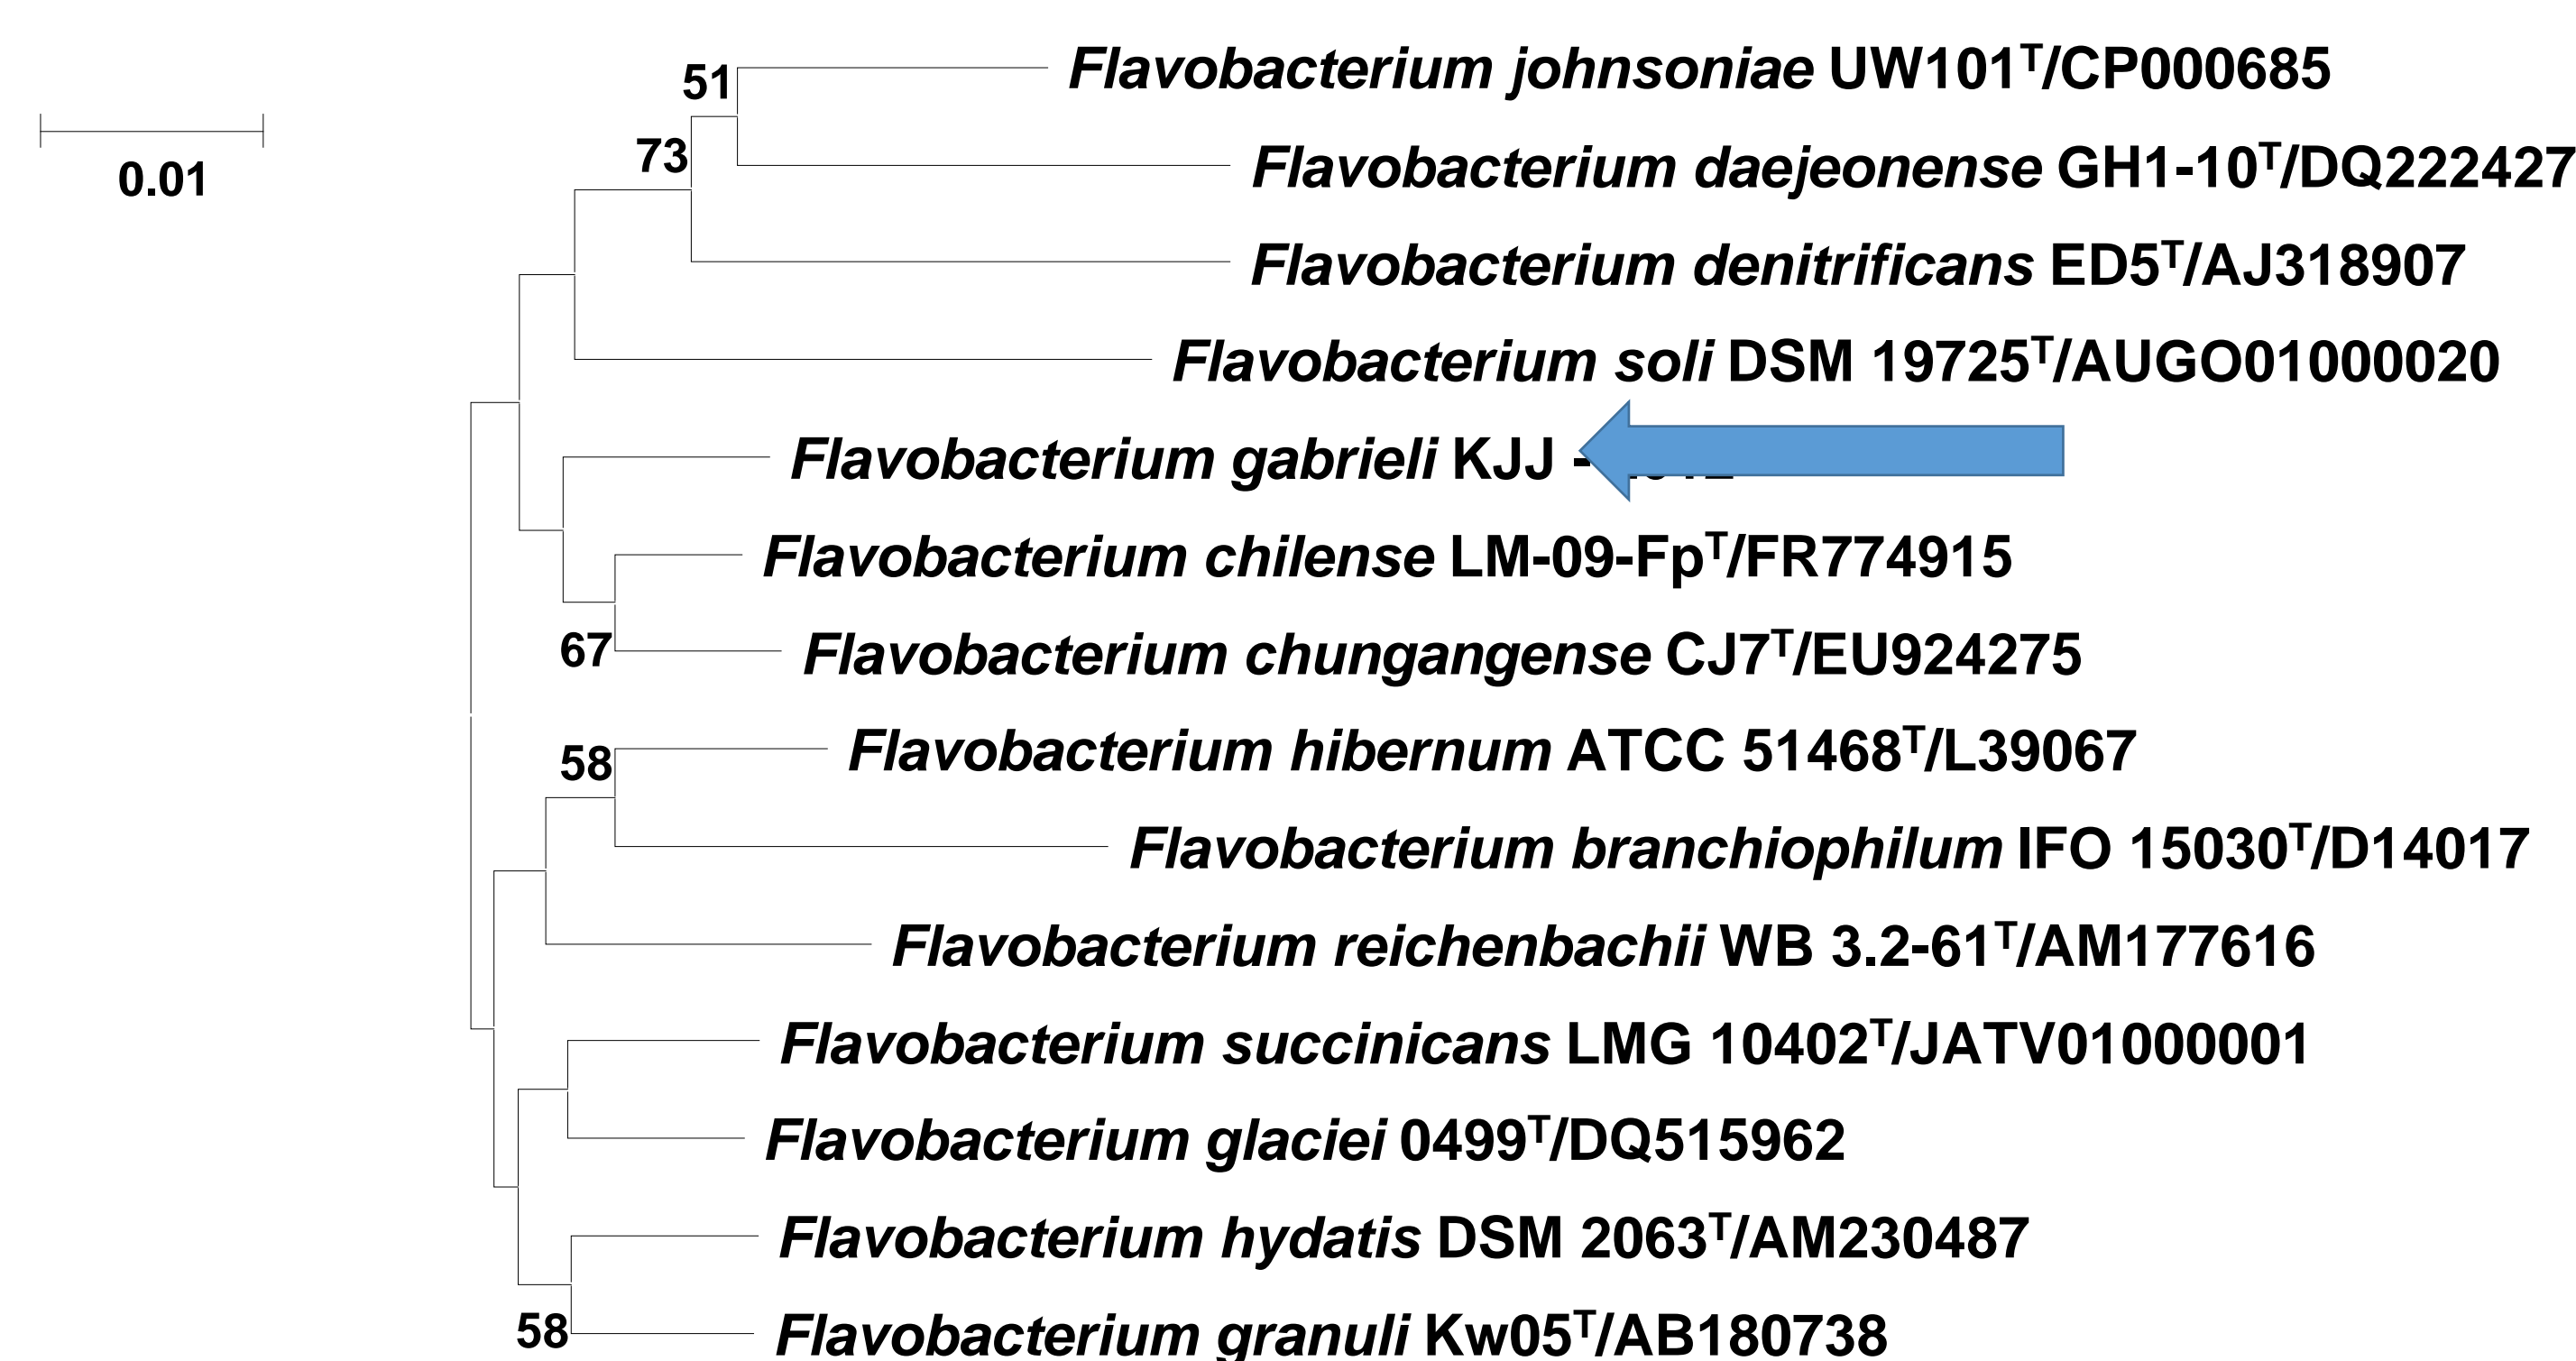 51
Flavobacterium johnsoniae UW101ᵀ/CP000685
73
Flavobacterium daejeonense GH1-10ᵀ/DQ222427
0.01
Flavobacterium denitrificans ED5ᵀ/AJ318907
Flavobacterium soli DSM 19725ᵀ/AUGO01000020
Flavobacterium gabrieli KJJ -
Flavobacterium chilense LM-09-Fpᵀ/FR774915
67
Flavobacterium chungangense CJ7ᵀ/EU924275
58
Flavobacterium hibernum ATCC 51468ᵀ/L39067
Flavobacterium branchiophilum IFO 15030ᵀ/D14017
Flavobacterium reichenbachii WB 3.2-61ᵀ/AM177616
Flavobacterium succinicans LMG 10402ᵀ/JATV01000001
Flavobacterium glaciei 0499ᵀ/DQ515962
Flavobacterium hydatis DSM 2063ᵀ/AM230487
58
Flavobacterium granuli Kw05ᵀ/AB180738